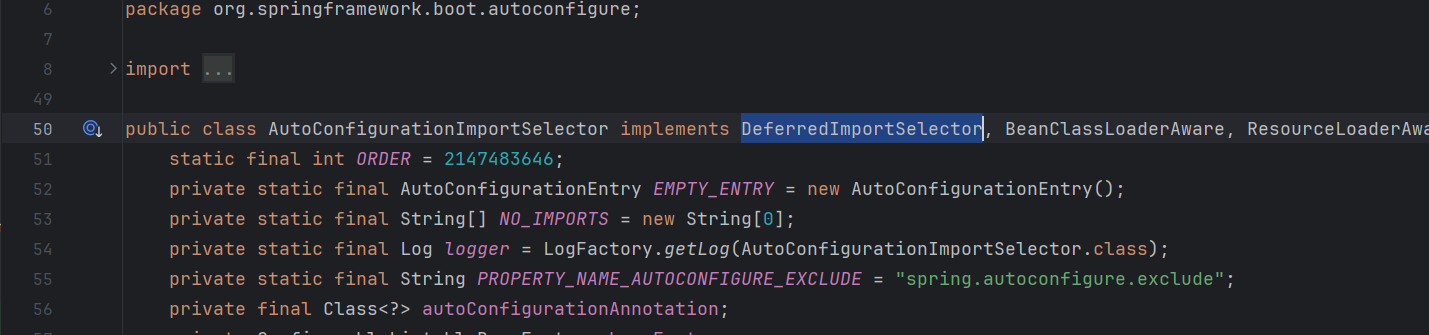 6 package org.springframework.boot.autoconfigure;
7
8 import ...
49
50 public class AutoConfigurationImportSelector implements DeferredImportSelector, BeanClassLoaderAware, ResourceLoaderAwa
51 static final int ORDER = 2147483646;
52 private static final AutoConfigurationEntry EMPTY_ENTRY = new AutoConfigurationEntry();
53 private static final String[] NO_IMPORTS = new String[0];
54 private static final Log logger = LogFactory.getLog(AutoConfigurationImportSelector.class);
55 private static final String PROPERTY_NAME_AUTOCONFIGURE_EXCLUDE = "spring.autoconfigure.exclude";
56 private final Class<?> autoConfigurationAnnotation;